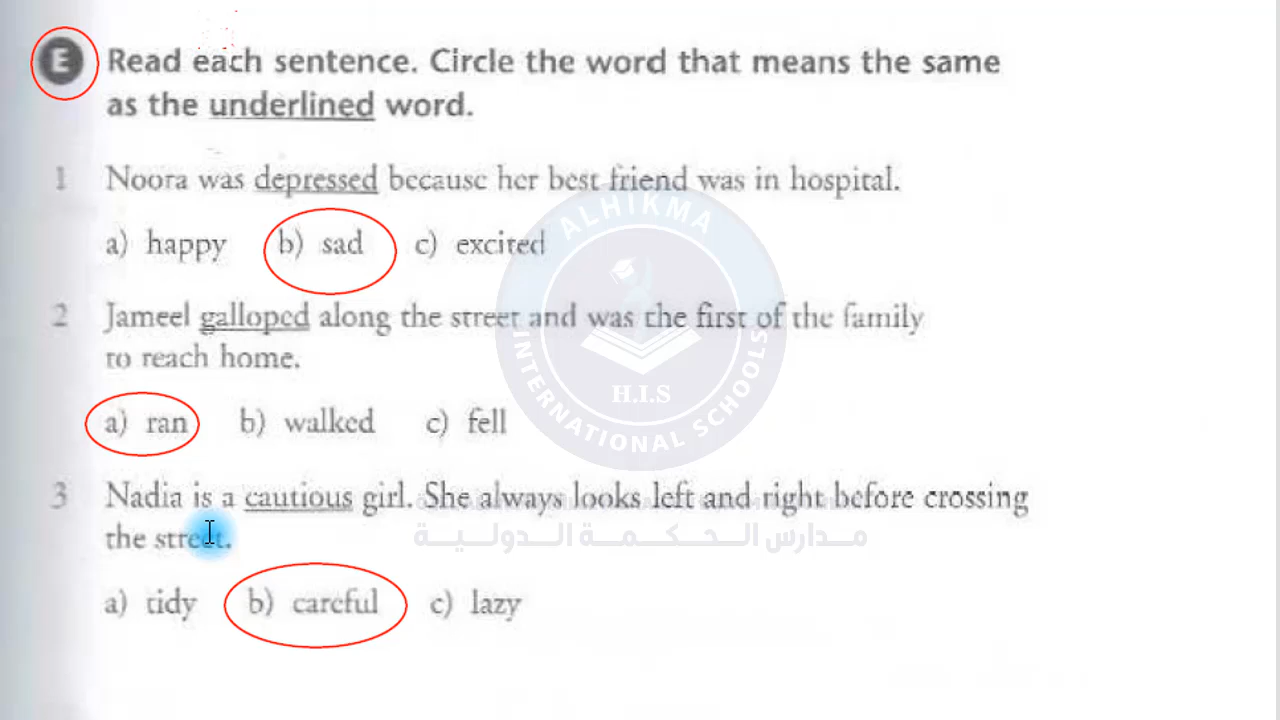 E Read each sentence. Circle the word that means the same
as the underlined word.
1 Noora was depressed because her best friend was in hospital.
a) happy b) sad c) excited
2 Jameel galloped along the street and was the first of the family
to reach home.
a) ran b) walked c) fell
3 Nadia is a cautious girl. She always looks left and right before crossing
the street.
a) tidy b) careful c) lazy
ALHIKMA
INTERNATIONAL SCHOOLS
H.I.S
مدارس الحكمة الدولية